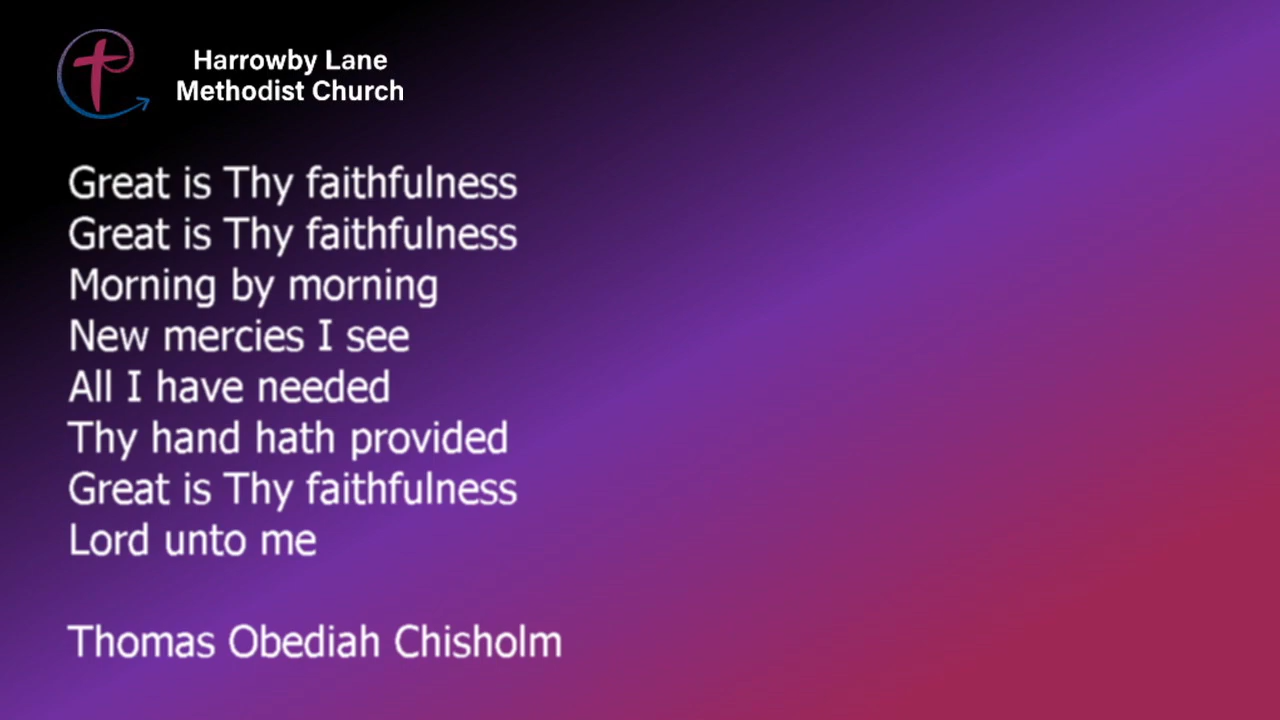 Harrowby Lane
Methodist Church
Great is Thy faithfulness
Great is Thy faithfulness
Morning by morning
New mercies I see
All I have needed
Thy hand hath provided
Great is Thy faithfulness
Lord unto me
Thomas Obediah Chisholm